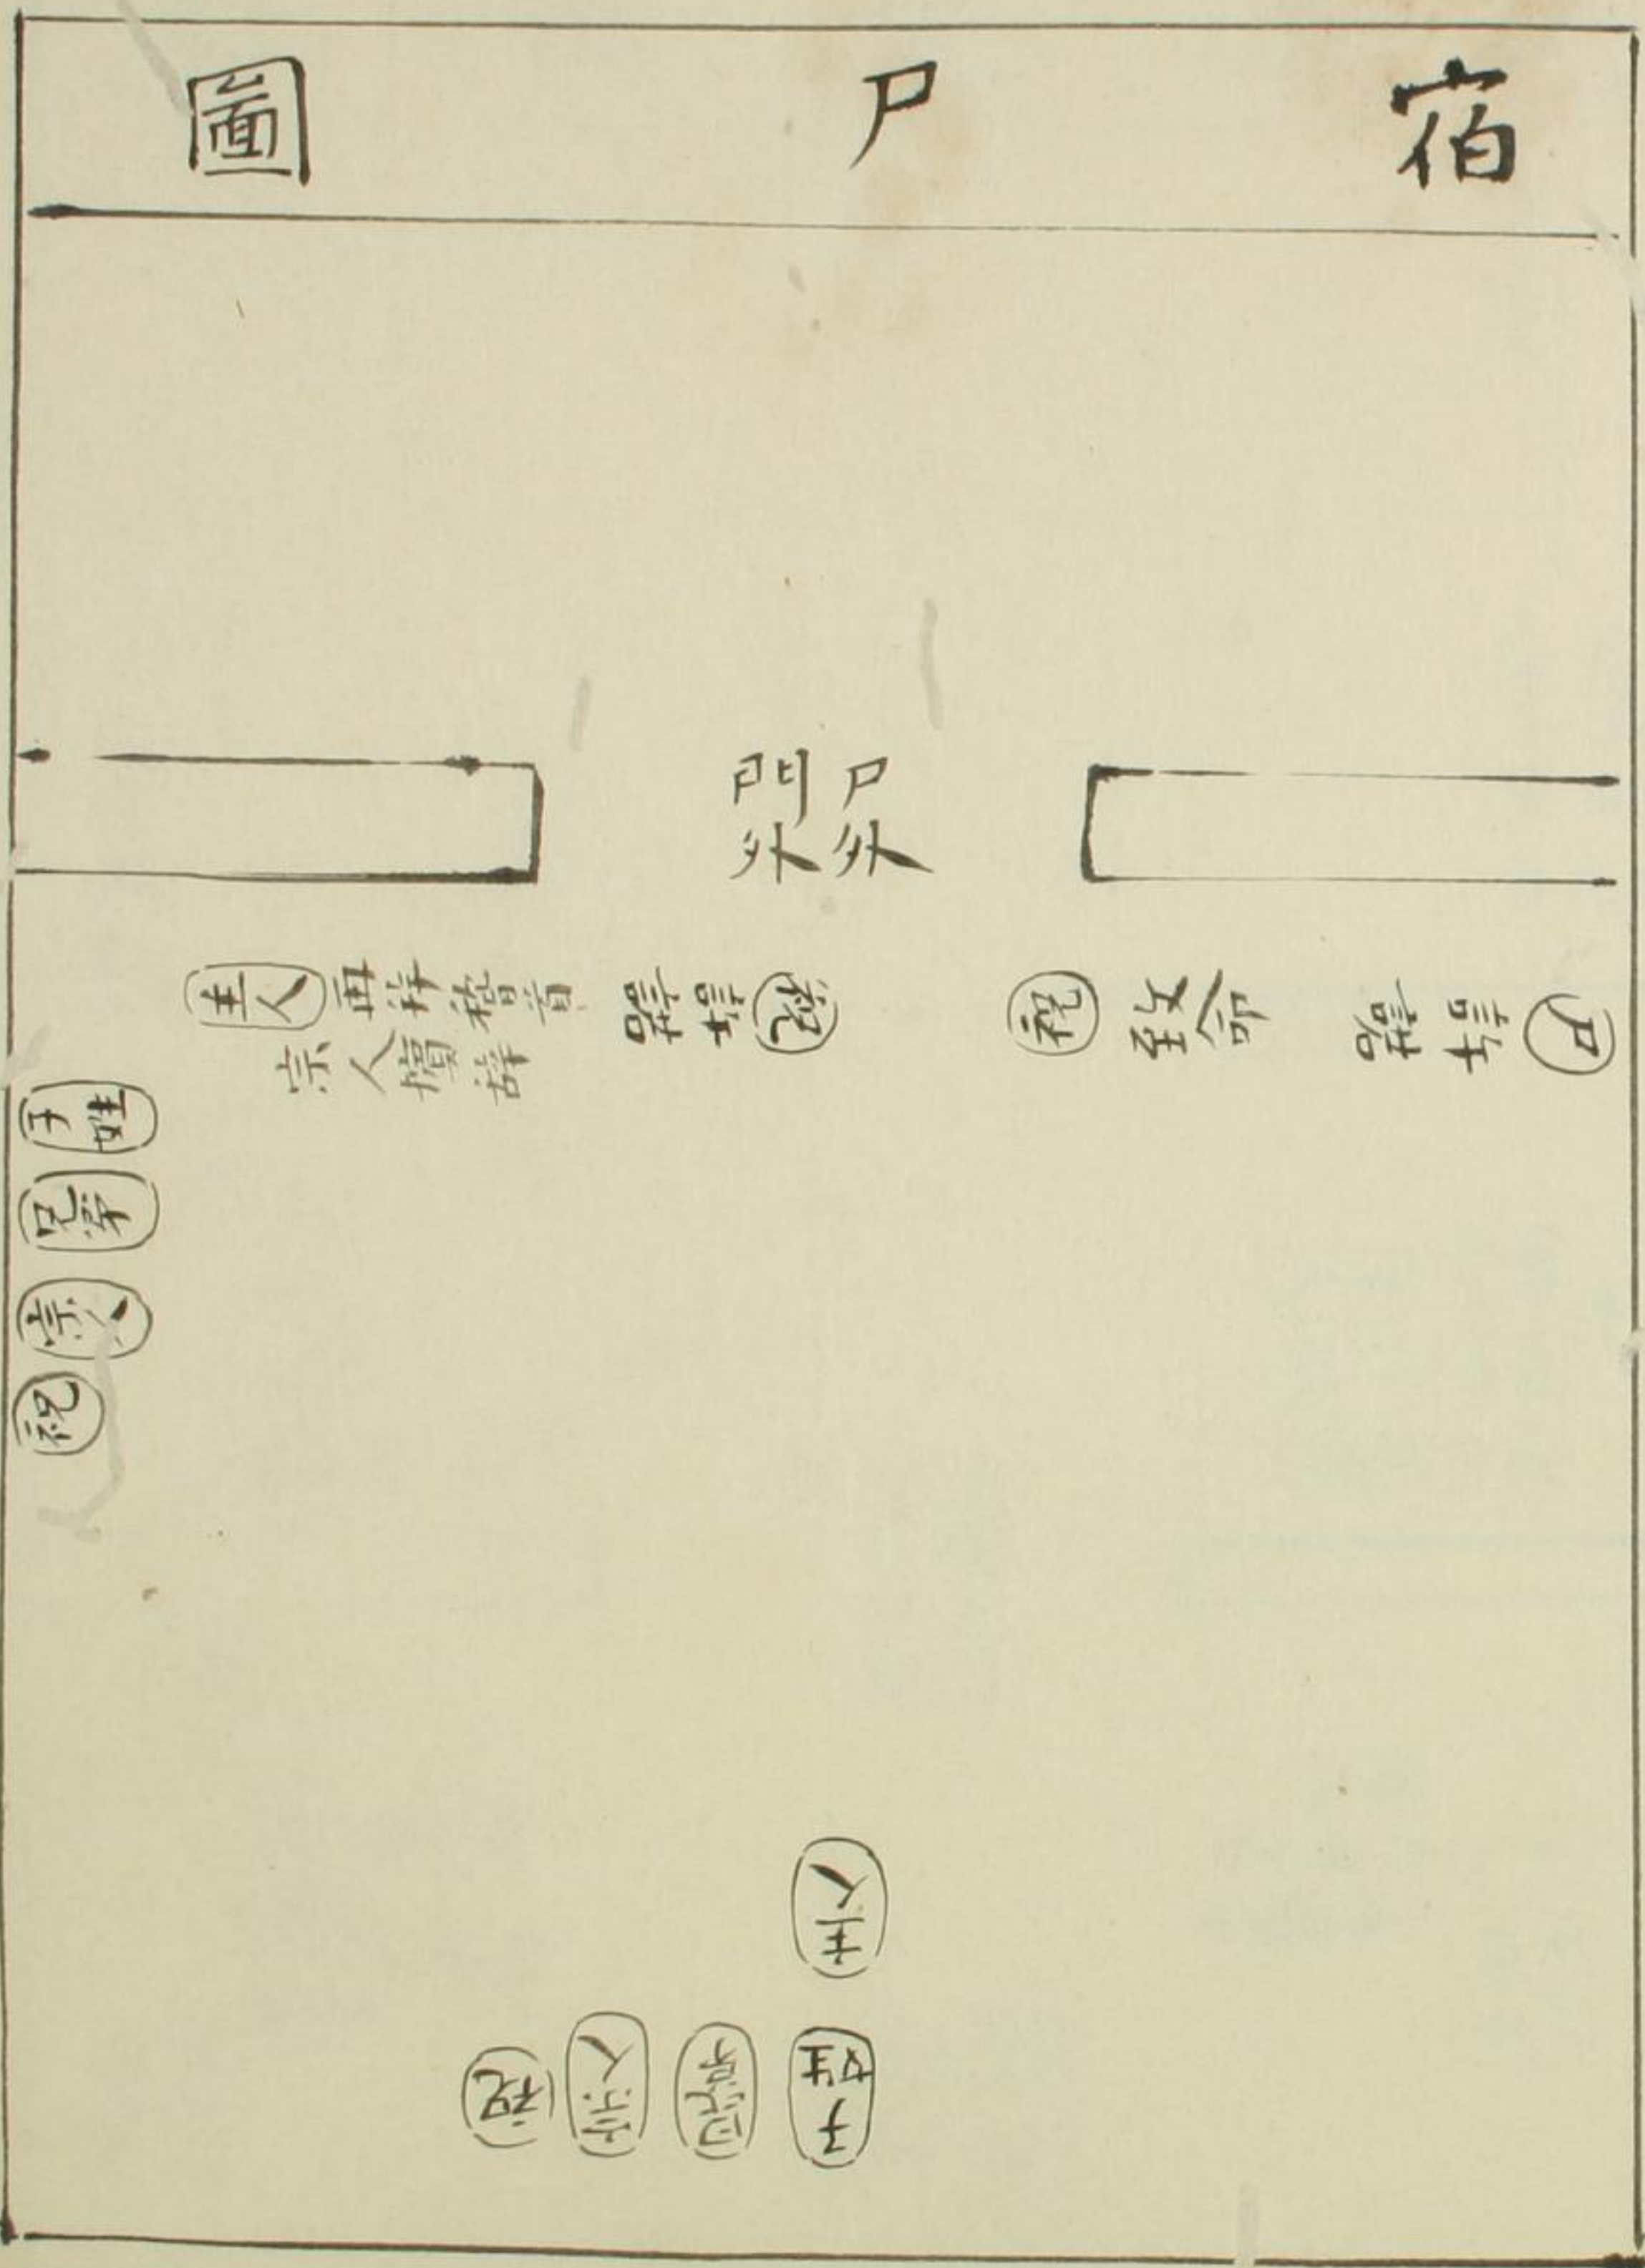 宿尸圖
尸外
門外
尸 許諾
祝 致命
祝 許諾
主人 再拜稽首
宗人擯辭
子姓
兄弟
宗人
祝
主人
子姓
兄弟
宗人
祝